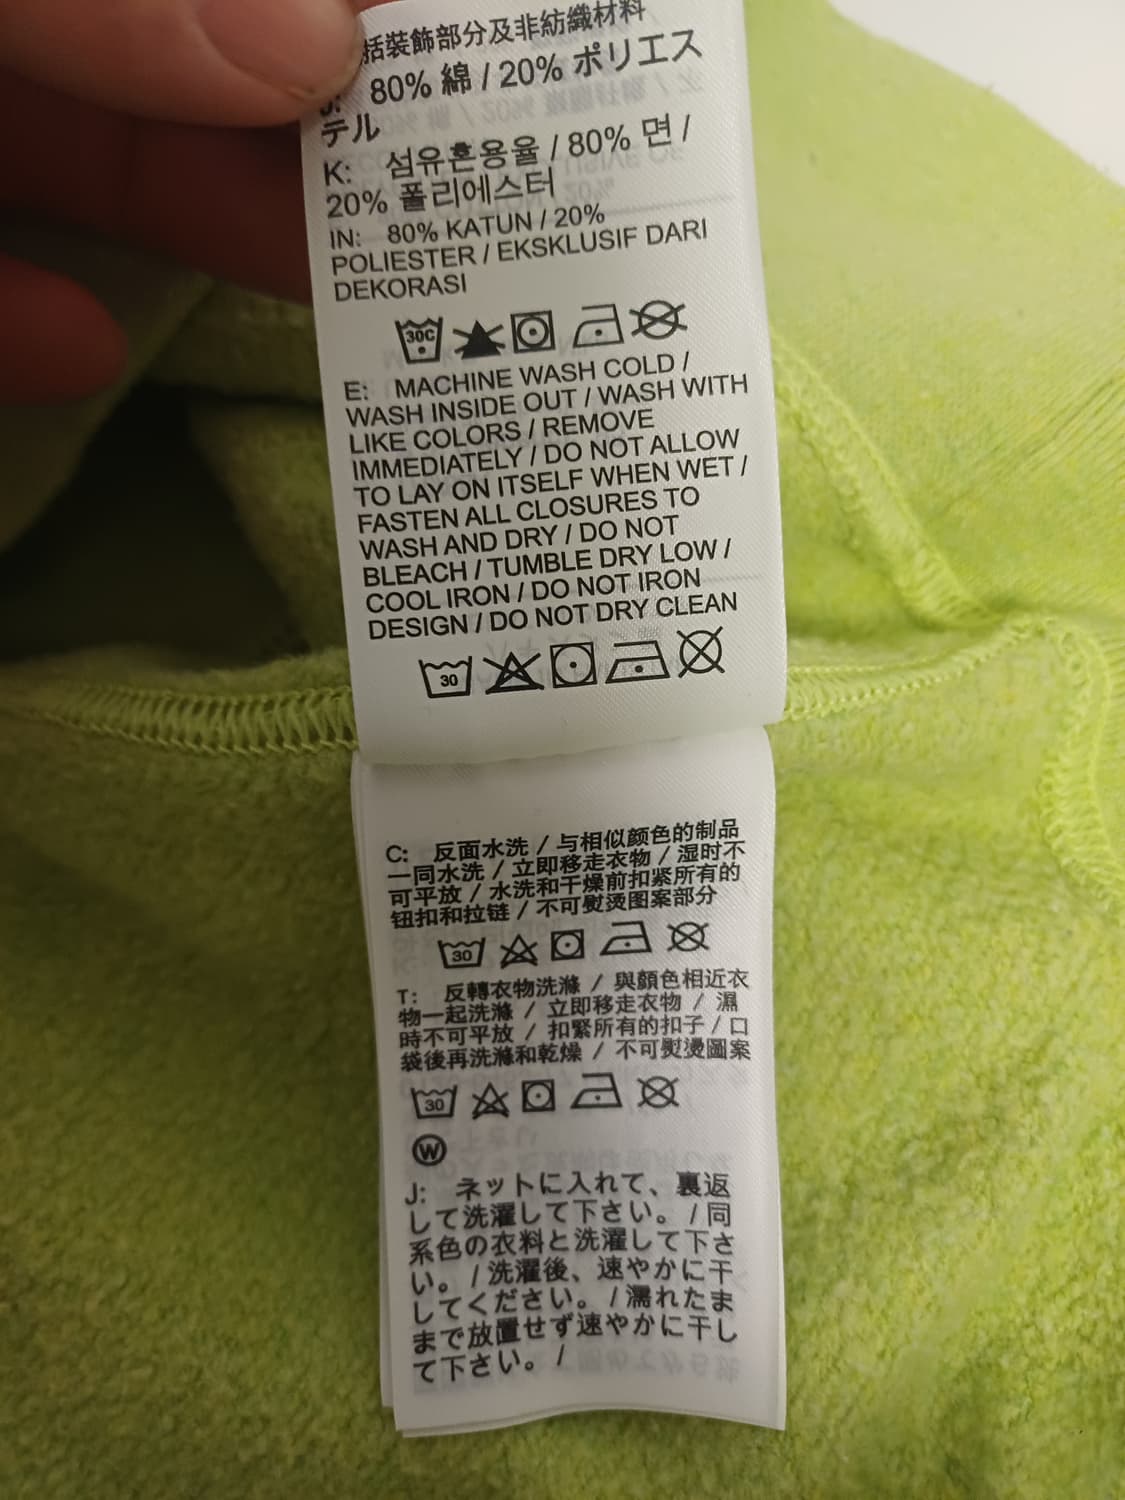 括裝飾部分及非紡織材料
J: 80% 綿 / 20% ポリエス
テル
K: 섬유혼용율 / 80% 면 /
20% 폴리에스터
IN: 80% KATUN / 20%
POLIESTER / EKSKLUSIF DARI
DEKORASI
30C
E: MACHINE WASH COLD /
WASH INSIDE OUT / WASH WITH
LIKE COLORS / REMOVE
IMMEDIATELY / DO NOT ALLOW
TO LAY ON ITSELF WHEN WET /
FASTEN ALL CLOSURES TO
WASH AND DRY / DO NOT
BLEACH / TUMBLE DRY LOW /
COOL IRON / DO NOT IRON
DESIGN / DO NOT DRY CLEAN
30
C: 反面水洗 / 与相似颜色的制品
一同水洗 / 立即移走衣物 / 湿时不
可平放 / 水洗和干燥前扣紧所有的
钮扣和拉链 / 不可熨烫图案部分
30
T: 反轉衣物洗滌 / 與顏色相近衣
物一起洗滌 / 立即移走衣物 / 濕
時不可平放 / 扣緊所有的扣子 / 口
袋後再洗滌和乾燥 / 不可熨燙圖案
30
W
J: ネットに入れて、裏返
して洗濯して下さい。 / 同
系色の衣料と洗濯して下さ
い。 / 洗濯後、速やかに干
してください。 / 濡れたま
まで放置せず速やかに干し
て下さい。 /